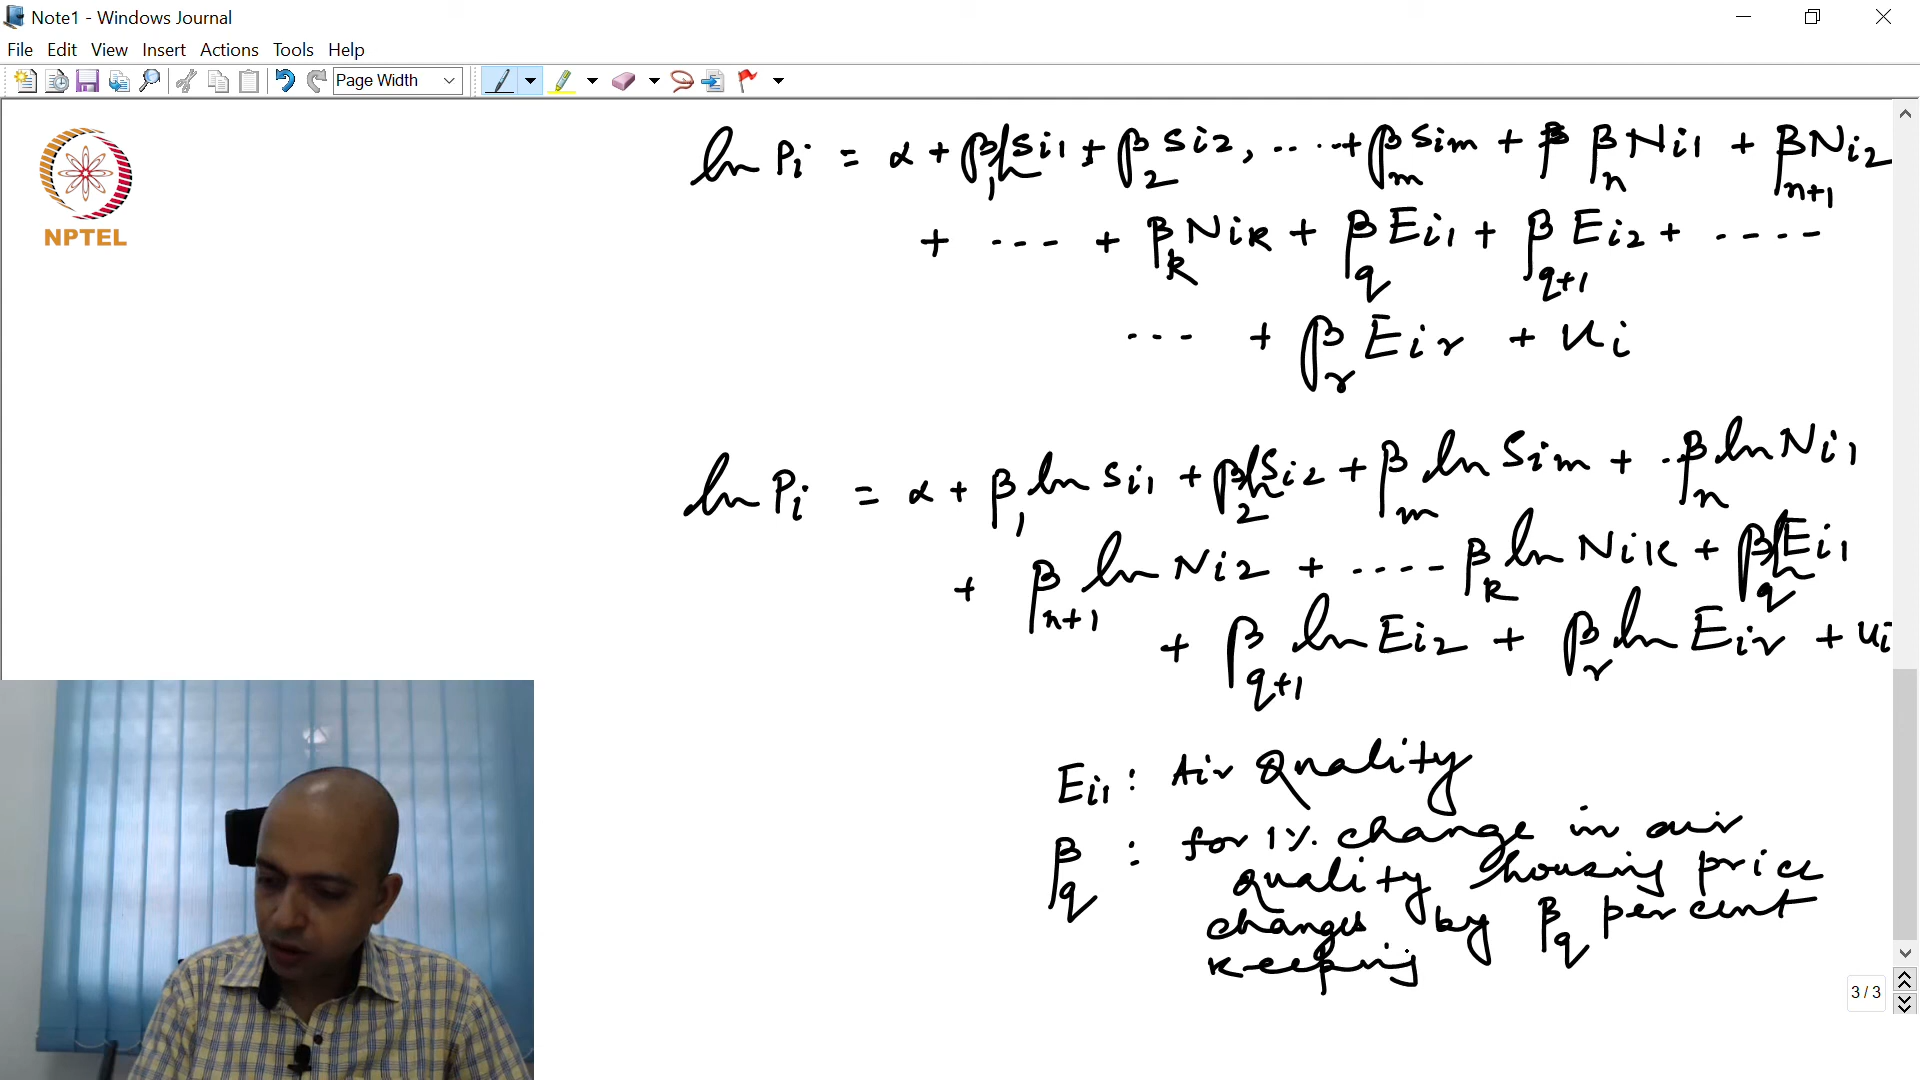 Note1 - Windows Journal
File Edit View Insert Actions Tools Help
Page Width
NPTEL
ln Pi = α + β1 ln Si1 + β2 Si2, ....+ βm Sim + β βn Ni1 + βn+1 Ni2
+ --- + βk Nik + βq Ei1 + βq+1 Ei2 + ----
--- + βr Eir + ui
ln Pi = α + β1 ln Si1 + β2 ln Si2 + βm ln Sim + .βn ln Ni1
+ βn+1 ln Ni2 + ---- βk ln Nik + βq ln Ei1
+ βq+1 ln Ei2 + βr ln Eir + ui
Ei1 : Air Quality
βq : for 1% change in air
quality housing price
changes by βq percent
keeping
3 / 3